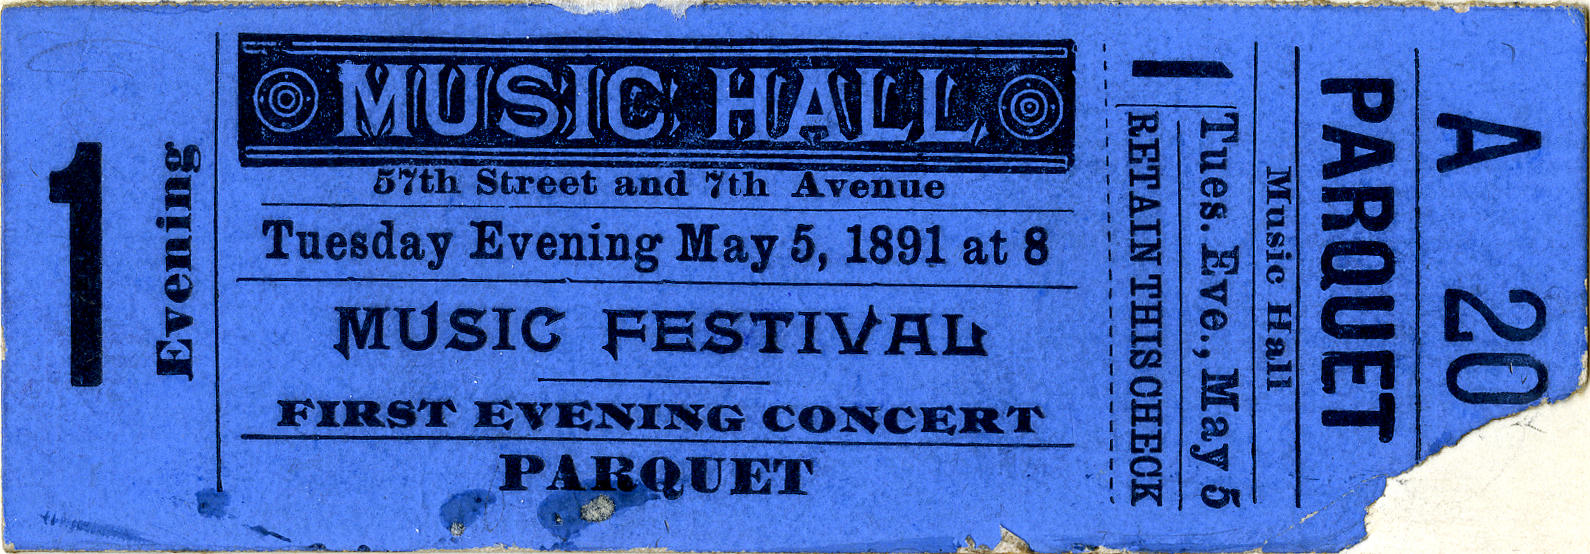 1
Evening
MUSIC HALL,
57th Street and 7th Avenue
Tuesday Evening May 5, 1891 at 8
MUSIC FESTIVAL
FIRST EVENING CONCERT
PARQUET
1
RETAIN THIS CHECK
Tues. Eve., May 5
Music Hall
PARQUET
A 20